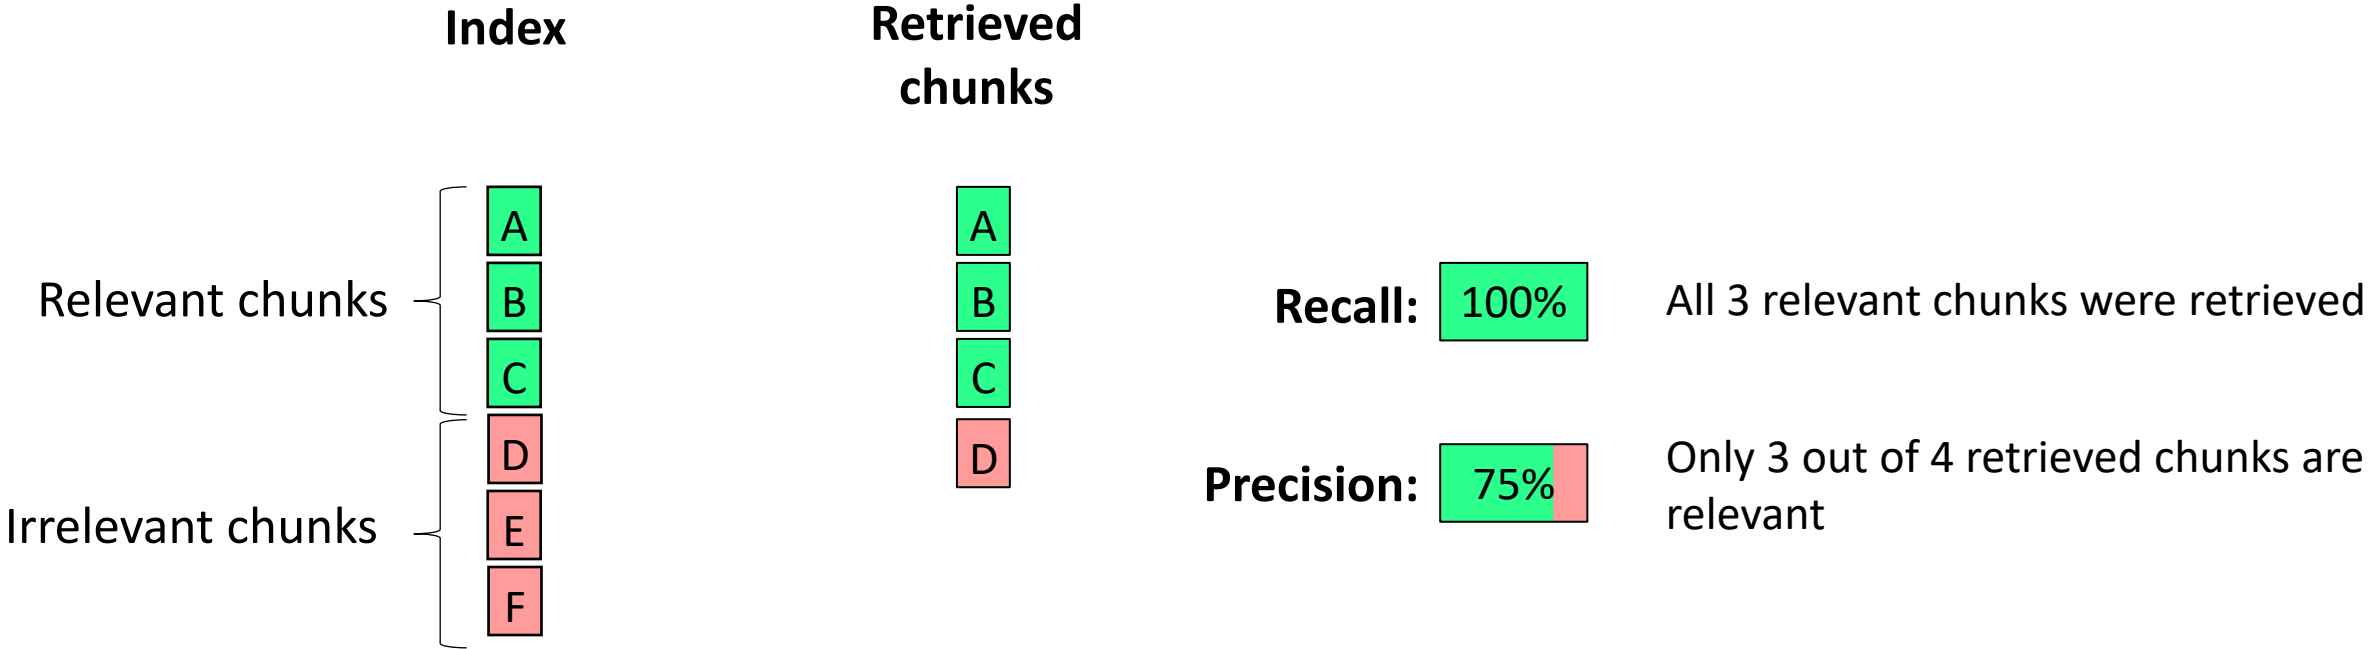 Index
Retrieved
chunks
Relevant chunks
Irrelevant chunks
A
B
C
D
E
F
A
B
C
D
Recall:
100%
All 3 relevant chunks were retrieved
Precision:
75%
Only 3 out of 4 retrieved chunks are
relevant